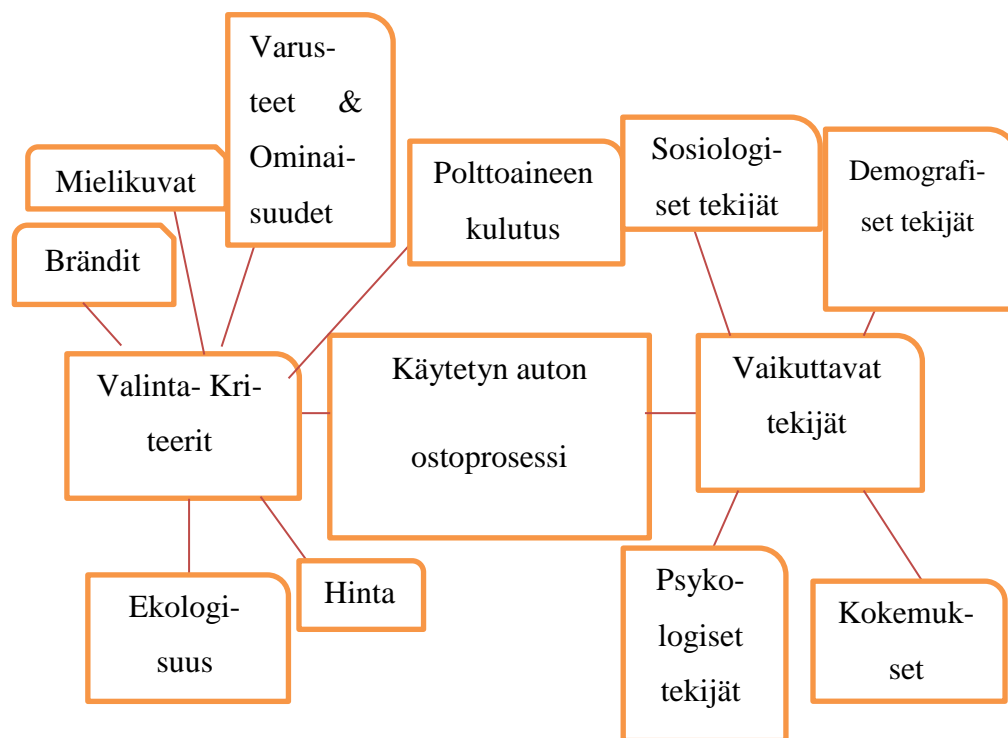 Varus-
teet &
Ominai-
suudet
Mielikuvat
Brändit
Polttoaineen
kulutus
Sosiologi-
set tekijät
Demografi-
set tekijät
Valinta- Kri-
teerit
Käytetyn auton
ostoprosessi
Vaikuttavat
tekijät
Ekologi-
suus
Hinta
Psyko-
logiset
tekijät
Kokemuk-
set